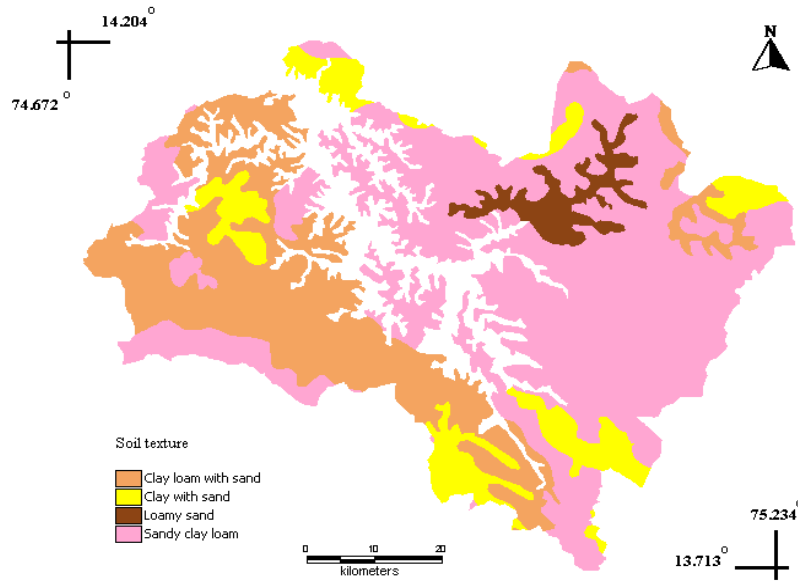 14.204°
N
74.672°
Soil texture
Clay loam with sand
Clay with sand
Loamy sand
Sandy clay loam
0 10 20
kilometers
75.234°
13.713°